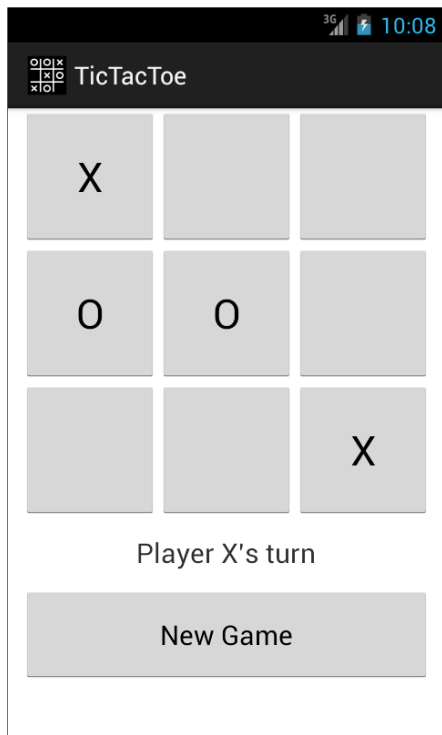 3G 10:08
TicTacToe
X
O O
X
Player X's turn
New Game